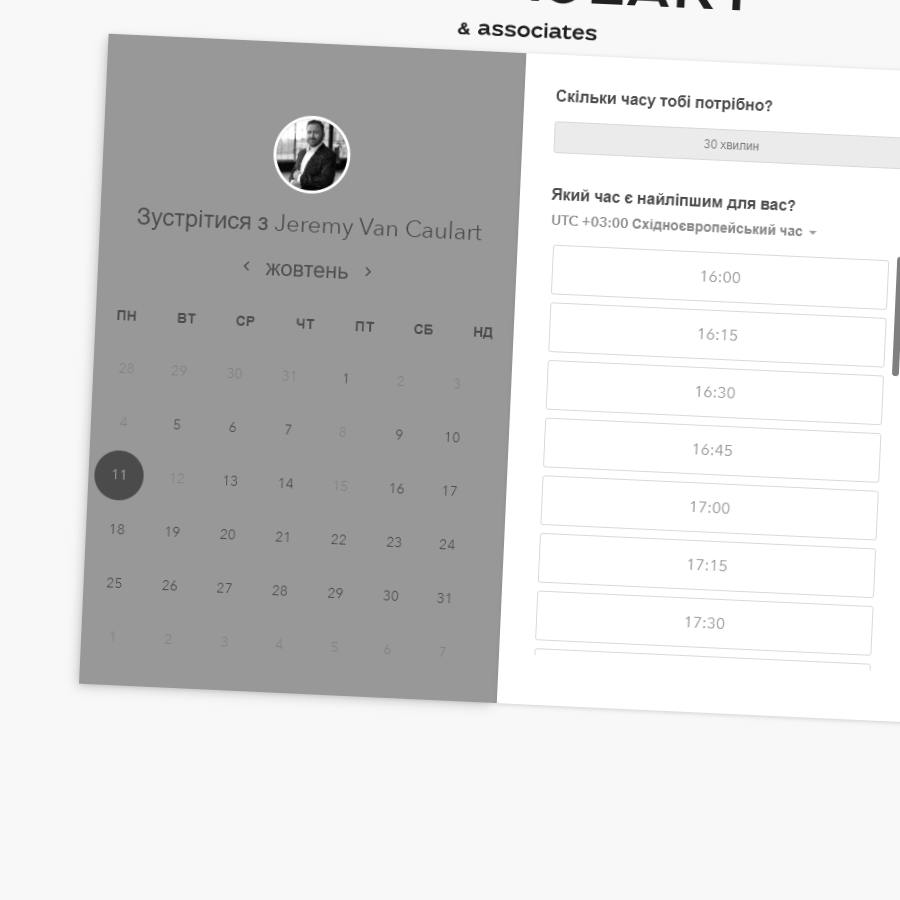 & associates
Зустрітися з Jeremy Van Caulart
жовтень
ПН ВТ СР ЧТ ПТ СБ НД
28 29 30 31 1 2 3
4 5 6 7 8 9 10
11 12 13 14 15 16 17
18 19 20 21 22 23 24
25 26 27 28 29 30 31
1 2 3 4 5 6 7
Скільки часу тобі потрібно?
30 хвилин
Який час є найліпшим для вас?
UTC +03:00 Східноєвропейський час
16:00
16:15
16:30
16:45
17:00
17:15
17:30